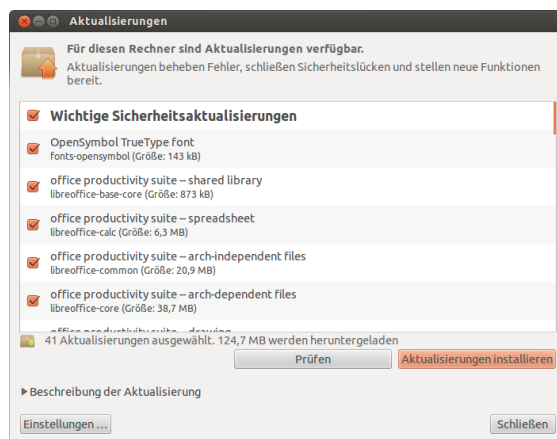 Aktualisierungen
Für diesen Rechner sind Aktualisierungen verfügbar.
Aktualisierungen beheben Fehler, schließen Sicherheitslücken und stellen neue Funktionen
bereit.
Wichtige Sicherheitsaktualisierungen
OpenSymbol TrueType font
fonts-opensymbol (Größe: 143 kB)
office productivity suite – shared library
libreoffice-base-core (Größe: 873 kB)
office productivity suite – spreadsheet
libreoffice-calc (Größe: 6,3 MB)
office productivity suite – arch-independent files
libreoffice-common (Größe: 20,9 MB)
office productivity suite – arch-dependent files
libreoffice-core (Größe: 38,7 MB)
office productivity suite – drawing
41 Aktualisierungen ausgewählt. 124,7 MB werden heruntergeladen
Prüfen
Aktualisierungen installieren
Beschreibung der Aktualisierung
Einstellungen ...
Schließen